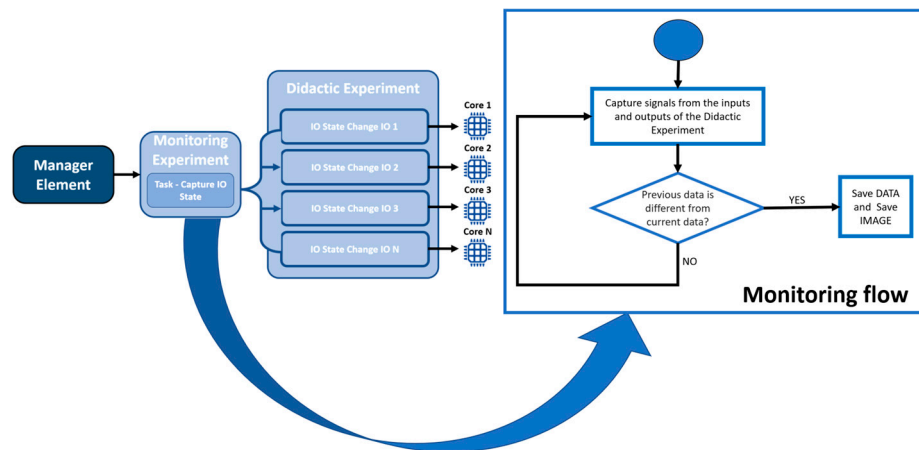 Manager
Element
Monitoring
Experiment
Task - Capture IO
State
Didactic Experiment
IO State Change IO 1
IO State Change IO 2
IO State Change IO 3
IO State Change IO N
Core 1
Core 2
Core 3
Core N
Capture signals from the inputs
and outputs of the Didactic
Experiment
Previous data is
different from
current data?
YES
NO
Save DATA
and Save
IMAGE
Monitoring flow